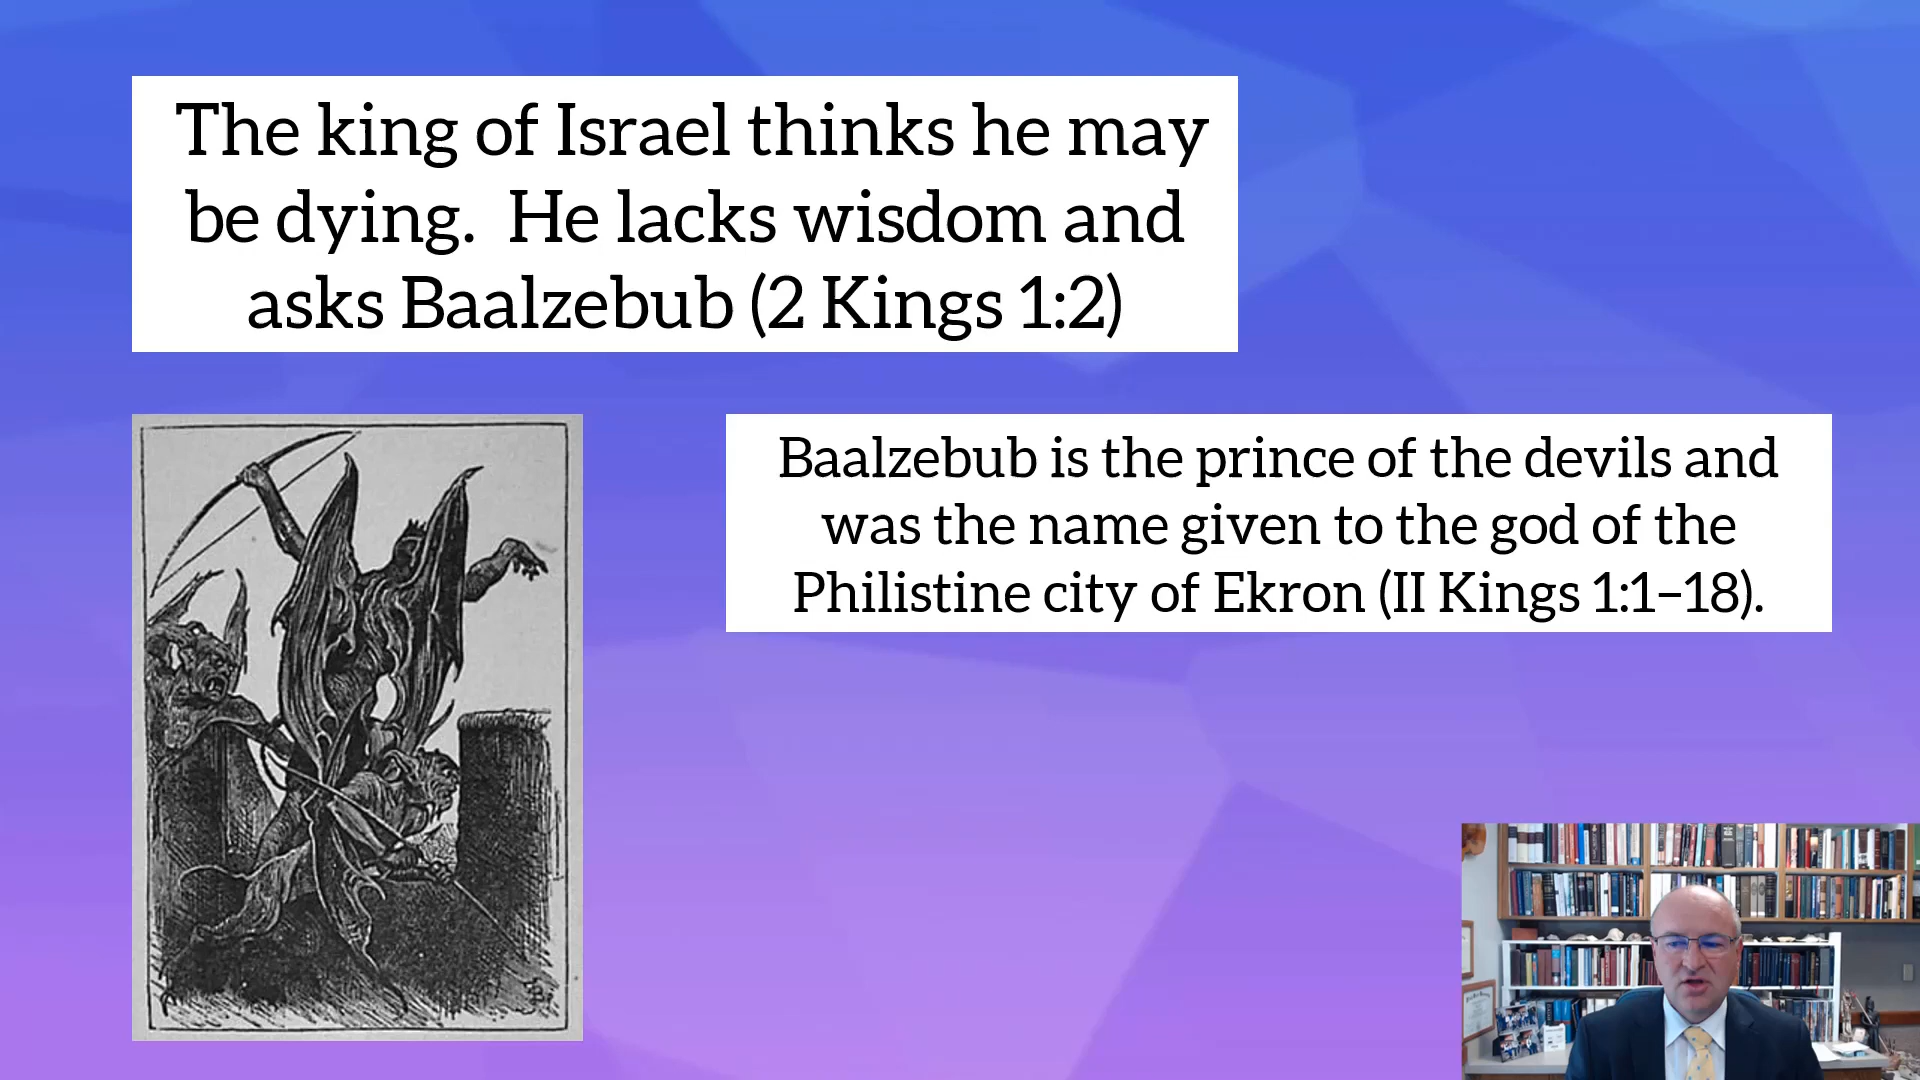 The king of Israel thinks he may
be dying.  He lacks wisdom and
asks Baalzebub (2 Kings 1:2)
Baalzebub is the prince of the devils and
was the name given to the god of the
Philistine city of Ekron (II Kings 1:1–18).